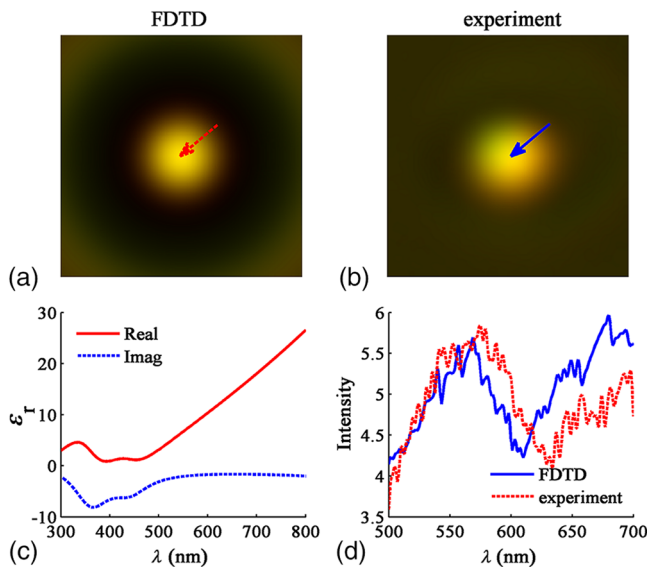 FDTD
experiment
(a)
(b)
30
20
10
0
-10
Real
Imag
εr
300 400 500 600 700 800
λ (nm)
(c)
6
5.5
5
4.5
4
3.5
Intensity
FDTD
experiment
500 550 600 650 700
λ (nm)
(d)